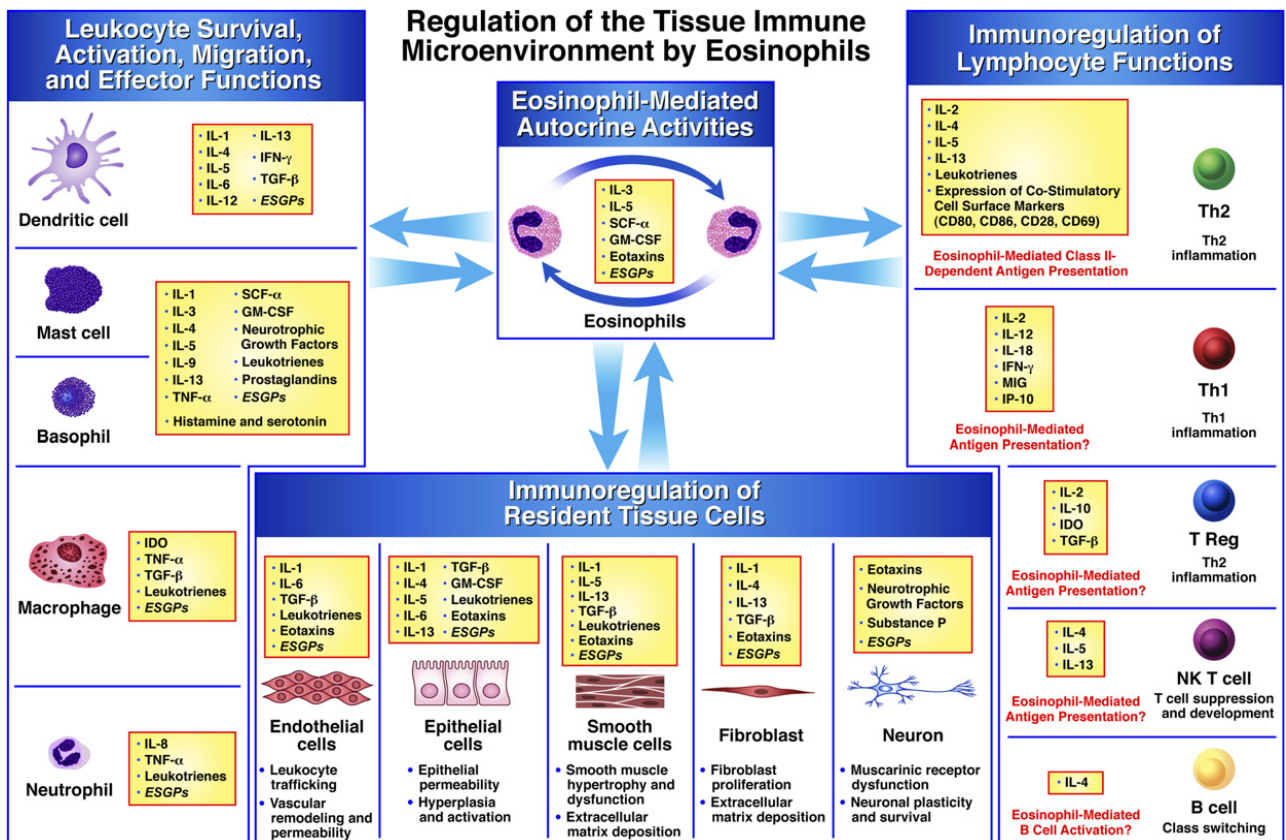 Regulation of the Tissue Immune
Microenvironment by Eosinophils
Leukocyte Survival,
Activation, Migration,
and Effector Functions
• IL-1
• IL-4
• IL-5
• IL-6
• IL-12
• IL-13
• IFN-γ
• TGF-β
• ESGPs
Dendritic cell
Mast cell
• IL-1
• IL-3
• IL-4
• IL-5
• IL-9
• IL-13
• TNF-α
• SCF-α
• GM-CSF
• Neurotrophic
Growth Factors
• Leukotrienes
• Prostaglandins
• ESGPs
• Histamine and serotonin
Basophil
Macrophage
• IDO
• TNF-α
• TGF-β
• Leukotrienes
• ESGPs
Neutrophil
• IL-8
• TNF-α
• Leukotrienes
• ESGPs
Eosinophil-Mediated
Autocrine Activities
• IL-3
• IL-5
• SCF-α
• GM-CSF
• Eotaxins
• ESGPs
Eosinophils
Immunoregulation of
Resident Tissue Cells
• IL-1
• IL-6
• TGF-β
• Leukotrienes
• Eotaxins
• ESGPs
Endothelial
cells
• Leukocyte
trafficking
• Vascular
remodeling and
permeability
• IL-1
• IL-4
• IL-5
• IL-6
• IL-13
• TGF-β
• GM-CSF
• Leukotrienes
• Eotaxins
• ESGPs
Epithelial
cells
• Epithelial
permeability
• Hyperplasia
and activation
• IL-1
• IL-5
• IL-13
• TGF-β
• Leukotrienes
• Eotaxins
• ESGPs
Smooth
muscle cells
• Smooth muscle
hypertrophy and
dysfunction
• Extracellular
matrix deposition
• IL-1
• IL-4
• IL-13
• TGF-β
• Eotaxins
• ESGPs
Fibroblast
• Fibroblast
proliferation
• Extracellular
matrix deposition
• Eotaxins
• Neurotrophic
Growth Factors
• Substance P
• ESGPs
Neuron
• Muscarinic receptor
dysfunction
• Neuronal plasticity
and survival
Immunoregulation of
Lymphocyte Functions
• IL-2
• IL-4
• IL-5
• IL-13
• Leukotrienes
• Expression of Co-Stimulatory
Cell Surface Markers
(CD80, CD86, CD28, CD69)
Eosinophil-Mediated Class II-
Dependent Antigen Presentation
Th2
Th2
inflammation
• IL-2
• IL-12
• IL-18
• IFN-γ
• MIG
• IP-10
Eosinophil-Mediated
Antigen Presentation?
Th1
Th1
inflammation
• IL-2
• IL-10
• IDO
• TGF-β
Eosinophil-Mediated
Antigen Presentation?
T Reg
Th2
inflammation
• IL-4
• IL-5
• IL-13
Eosinophil-Mediated
Antigen Presentation?
NK T cell
T cell suppression
and development
• IL-4
Eosinophil-Mediated
B Cell Activation?
B cell
Class switching